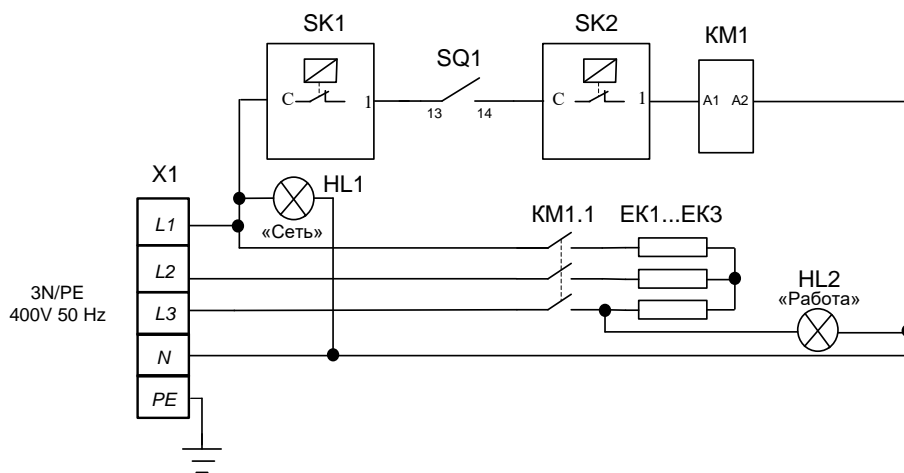 SK1
SK2
KM1
SQ1
C
1
13
14
C
1
A1
A2
X1
HL1
«Сеть»
L1
L2
L3
N
PE
3N/PE
400V 50 Hz
KM1.1
EK1...EK3
HL2
«Работа»